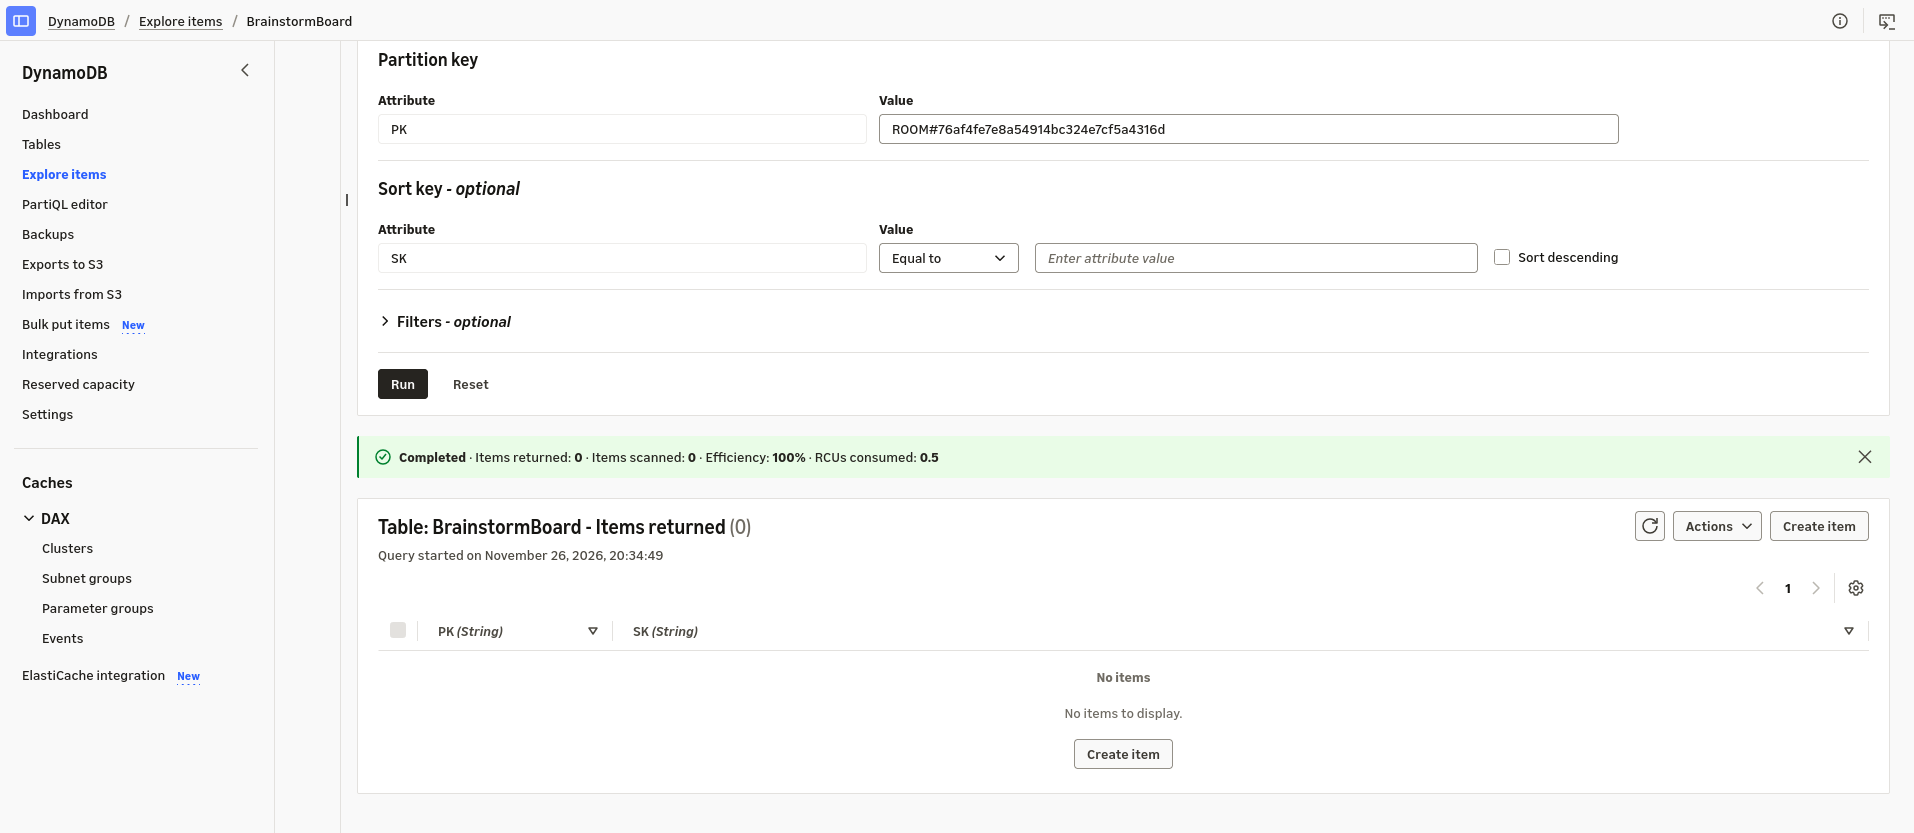 DynamoDB / Explore items / BrainstormBoard
DynamoDB
Dashboard
Tables
Explore items
PartiQL editor
Backups
Exports to S3
Imports from S3
Bulk put items New
Integrations
Reserved capacity
Settings
Caches
DAX
Clusters
Subnet groups
Parameter groups
Events
ElastiCache integration New
Partition key
Attribute Value
PK ROOM#76af4fe7e8a54914bc324e7cf5a4316d
Sort key - optional
Attribute Value
SK Equal to Enter attribute value Sort descending
Filters - optional
Run Reset
Completed · Items returned: 0 · Items scanned: 0 · Efficiency: 100% · RCUs consumed: 0.5
Table: BrainstormBoard - Items returned (0)
Actions Create item
Query started on November 26, 2026, 20:34:49
1
PK (String) SK (String)
No items
No items to display.
Create item